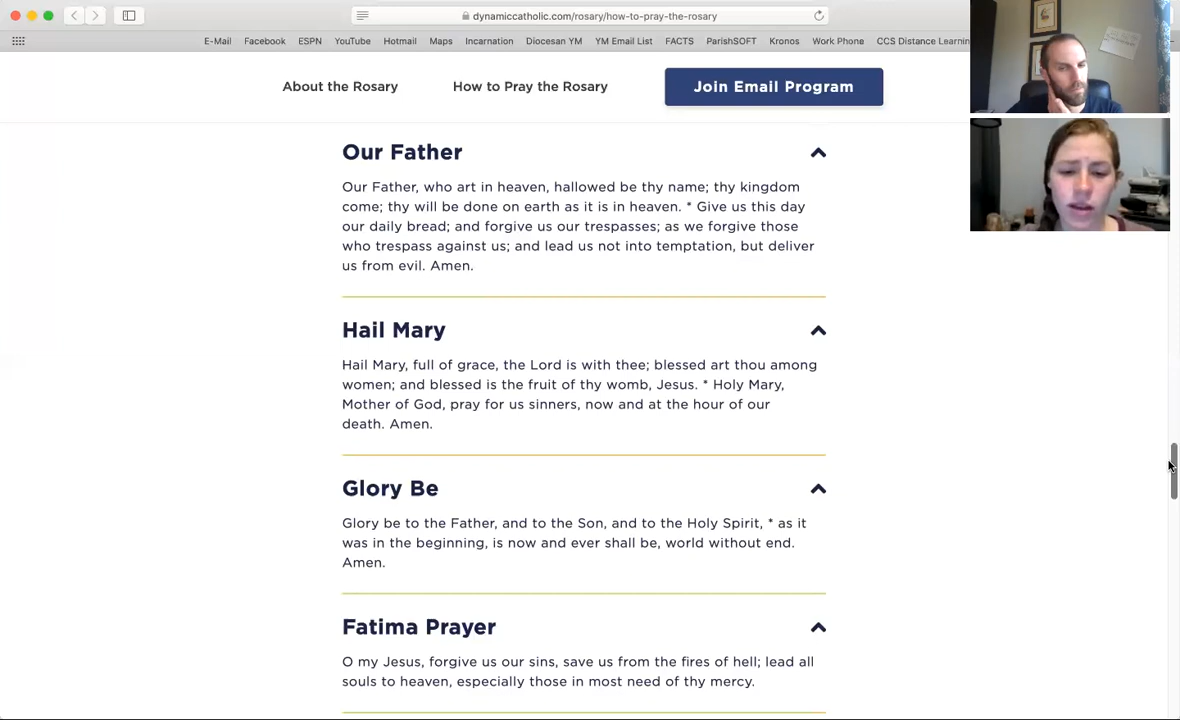 dynamiccatholic.com/rosary/how-to-pray-the-rosary
E-Mail Facebook ESPN YouTube Hotmail Maps Incarnation Diocesan YM YM Email List FACTS ParishSOFT Kronos Work Phone CCS Distance Learnin
About the Rosary How to Pray the Rosary Join Email Program
Our Father
Our Father, who art in heaven, hallowed be thy name; thy kingdom
come; thy will be done on earth as it is in heaven. * Give us this day
our daily bread; and forgive us our trespasses; as we forgive those
who trespass against us; and lead us not into temptation, but deliver
us from evil. Amen.
Hail Mary
Hail Mary, full of grace, the Lord is with thee; blessed art thou among
women; and blessed is the fruit of thy womb, Jesus. * Holy Mary,
Mother of God, pray for us sinners, now and at the hour of our
death. Amen.
Glory Be
Glory be to the Father, and to the Son, and to the Holy Spirit, * as it
was in the beginning, is now and ever shall be, world without end.
Amen.
Fatima Prayer
O my Jesus, forgive us our sins, save us from the fires of hell; lead all
souls to heaven, especially those in most need of thy mercy.